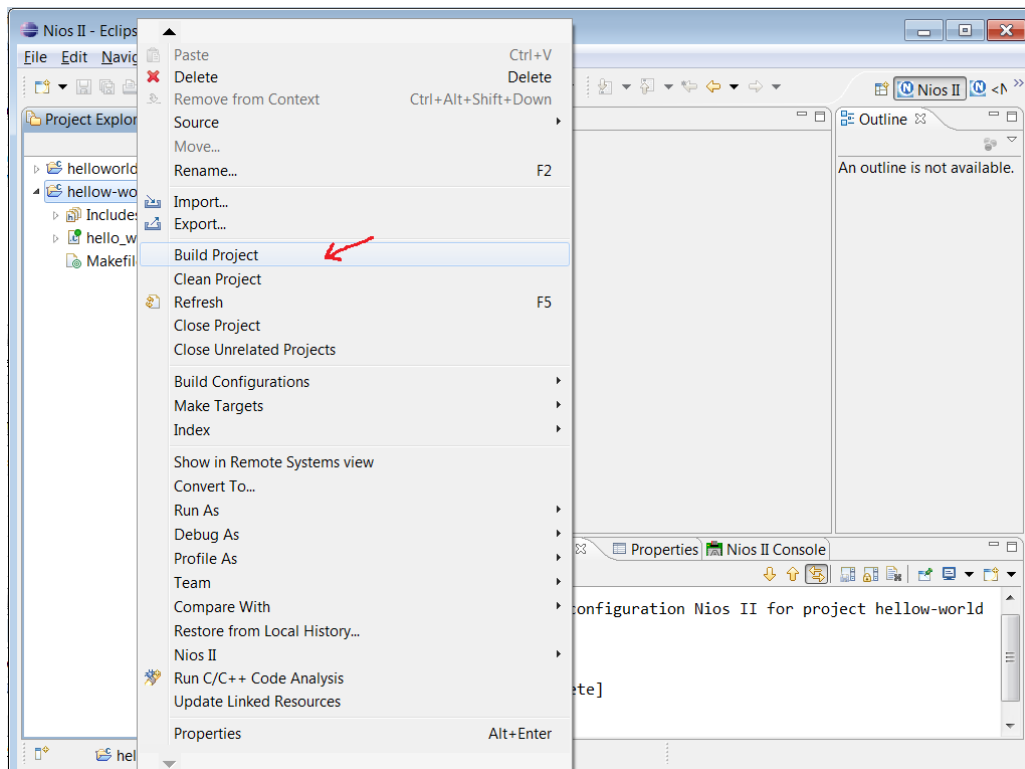 Nios II - Eclips
File Edit Navig
Nios II
<N
»
Project Explor
helloworld
hellow-wo
Includes
hello_w
Makefil
Paste Ctrl+V
Delete Delete
Remove from Context Ctrl+Alt+Shift+Down
Source
Move...
Rename... F2
Import...
Export...
Build Project
Clean Project
Refresh F5
Close Project
Close Unrelated Projects
Build Configurations
Make Targets
Index
Show in Remote Systems view
Convert To...
Run As
Debug As
Profile As
Team
Compare With
Restore from Local History...
Nios II
Run C/C++ Code Analysis
Update Linked Resources
Properties Alt+Enter
Outline
An outline is not available.
Properties Nios II Console
configuration Nios II for project hellow-world
ete]
hel